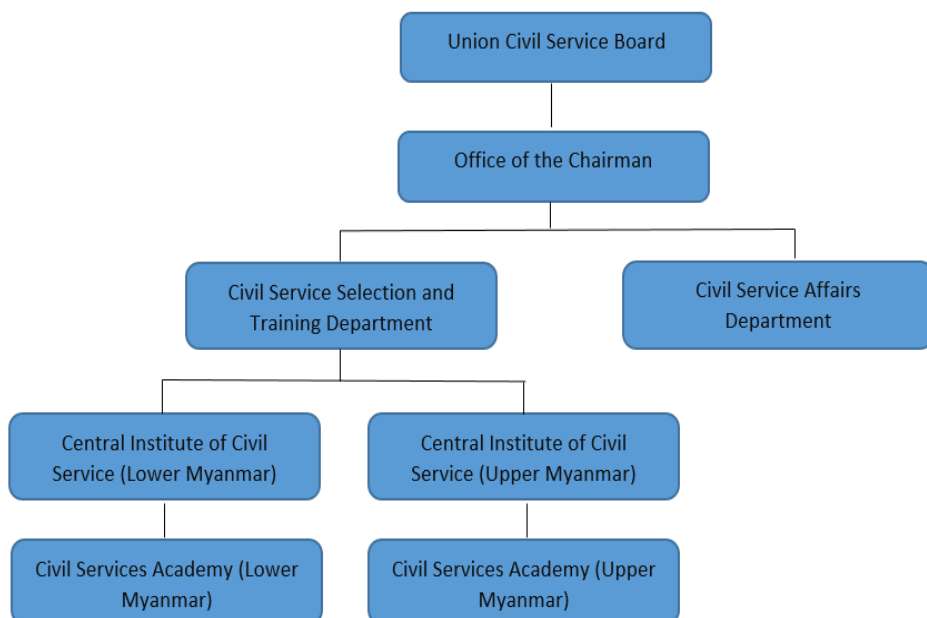 Union Civil Service Board
Office of the Chairman
Civil Service Selection and
Training Department
Civil Service Affairs
Department
Central Institute of Civil
Service (Lower Myanmar)
Central Institute of Civil
Service (Upper Myanmar)
Civil Services Academy (Lower
Myanmar)
Civil Services Academy (Upper
Myanmar)